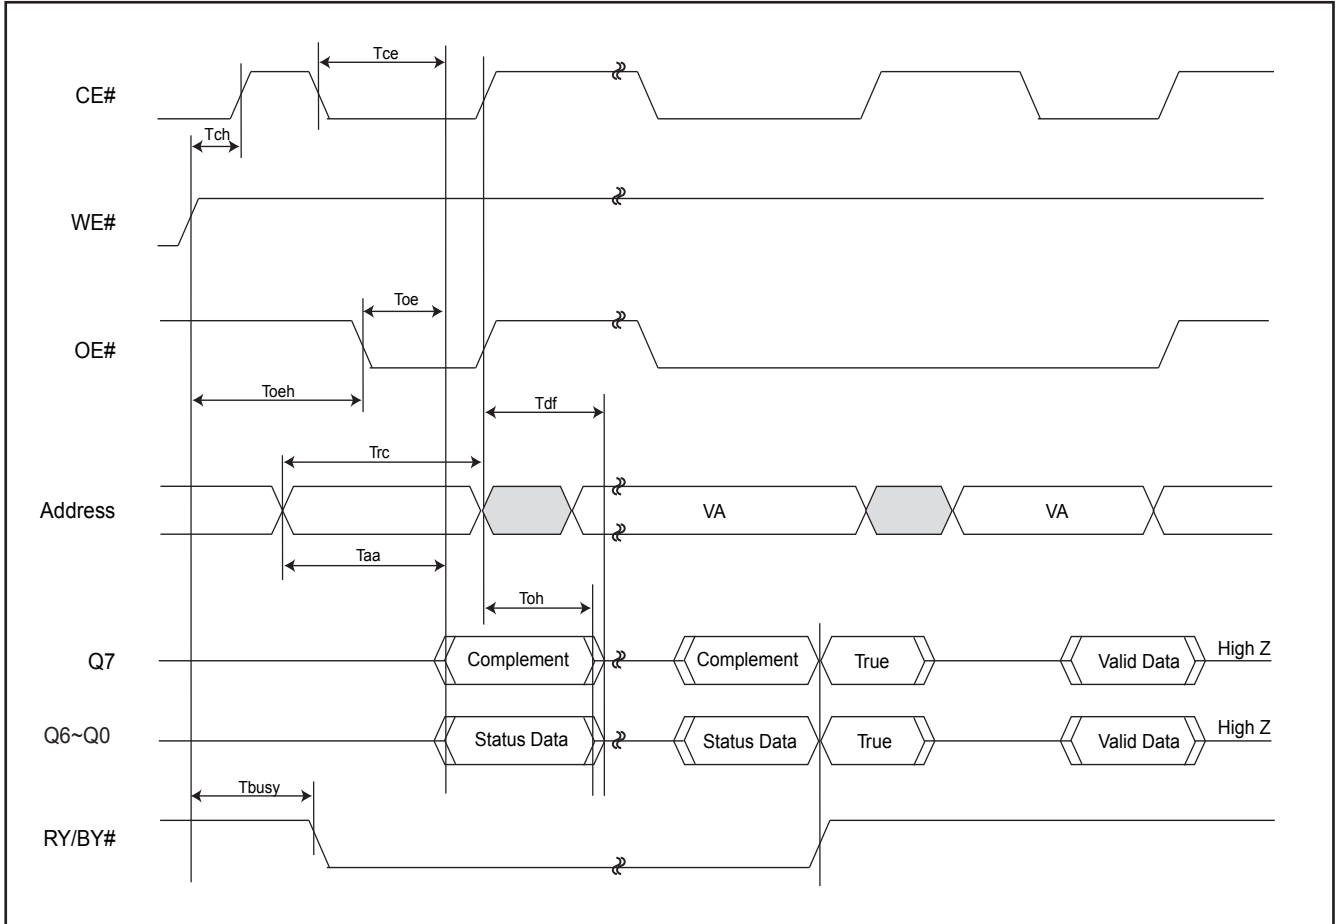 Tce
CE#
Tch
WE#
Toe
OE#
Toeh
Tdf
Trc
Address
VA
VA
Taa
Toh
Q7
Complement
Complement
True
Valid Data
High Z
Q6~Q0
Status Data
Status Data
True
Valid Data
High Z
Tbusy
RY/BY#